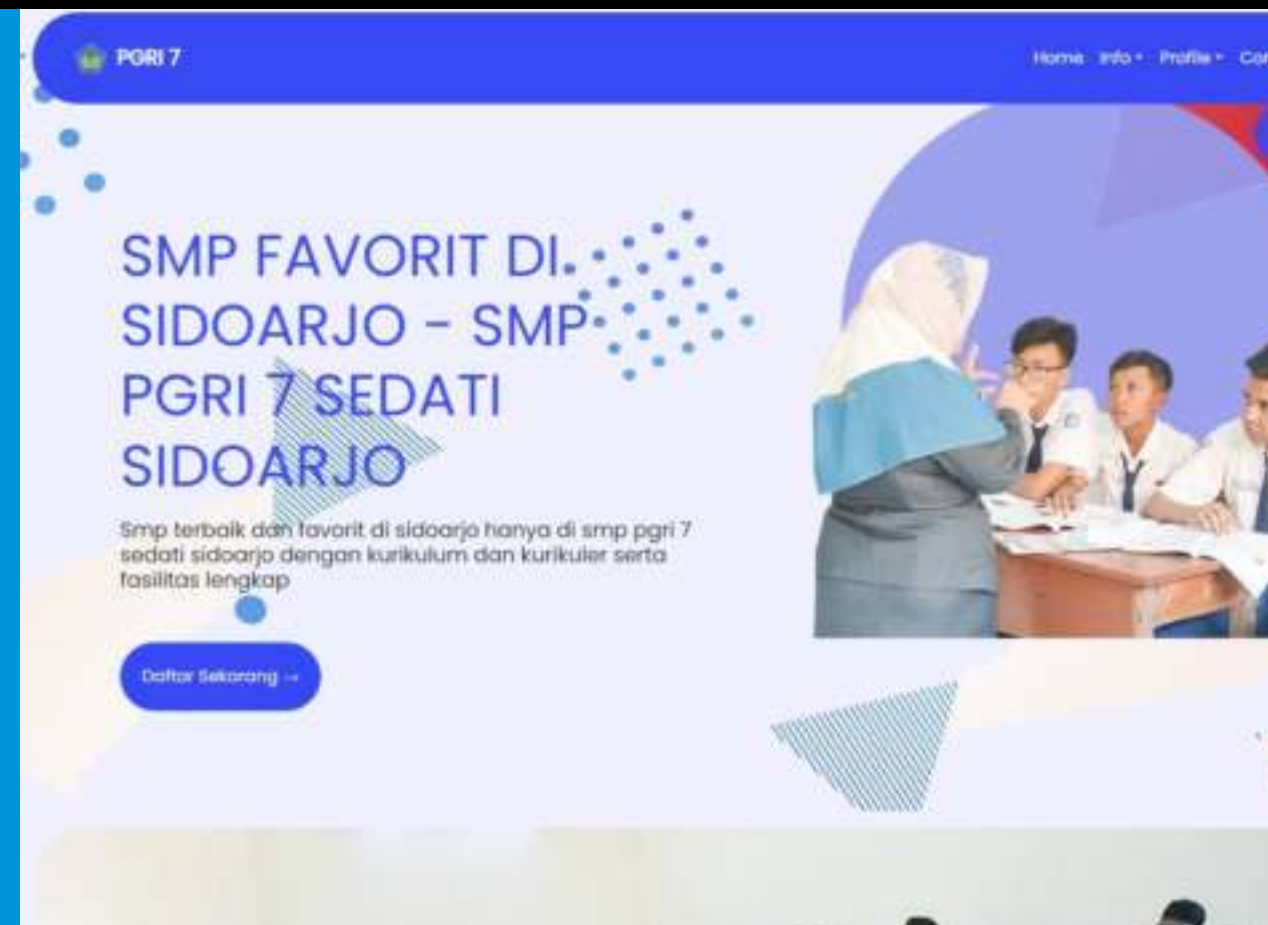 PGRI 7
Home Info Profile
SMP FAVORIT DI
SIDOARJO - SMP
PGRI 7 SEDATI
SIDOARJO
Smp terbaik dan favorit di sidoarjo hanya di smp pgri 7
sedati sidoarjo dengan kurikulum dan kurikuler serta
fasilitas lengkap
Daftar Sekarang →